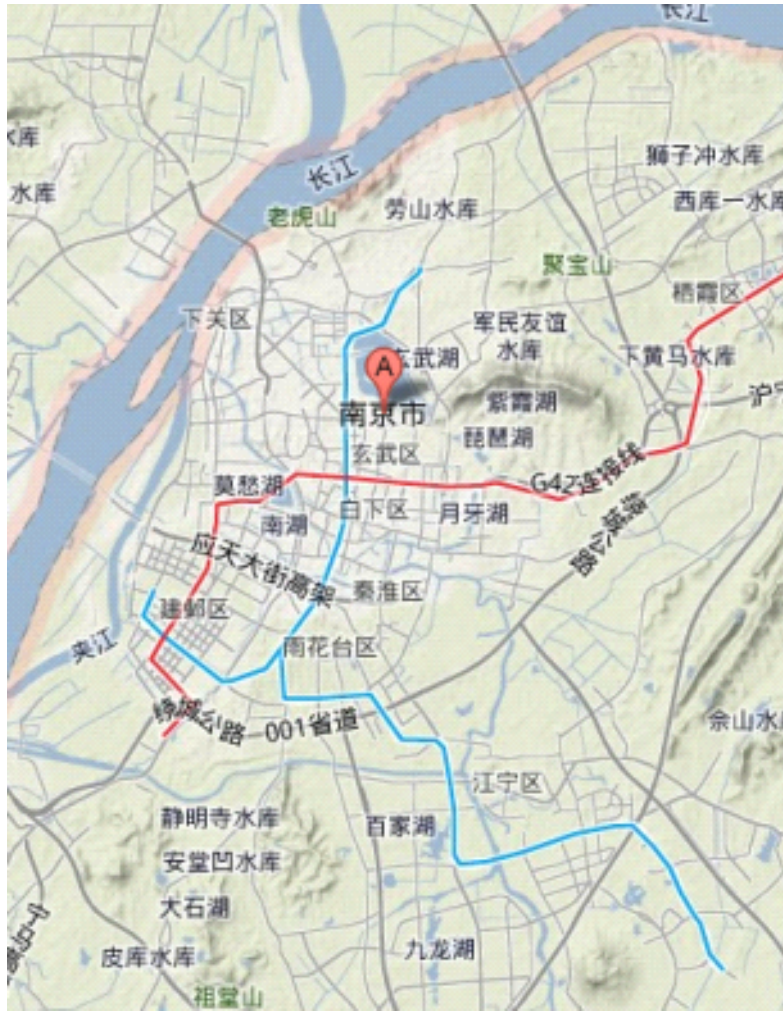 长江
长江
狮子冲水库
水库
西库一水库
水库
劳山水库
老虎山
聚宝山
栖霞区
下关区
军民友谊
水库
玄武湖
下黄马水库
A
沪
紫霞湖
南京市
琵琶湖
玄武区
G42连接线
莫愁湖
白下区
月牙湖
南湖
绕城公路
应天大街高架
秦淮区
建邺区
夹江
雨花台区
绕城公路
001省道
佘山水库
江宁区
静明寺水库
百家湖
安堂凹水库
大石湖
宁马
九龙湖
皮库水库
祖堂山